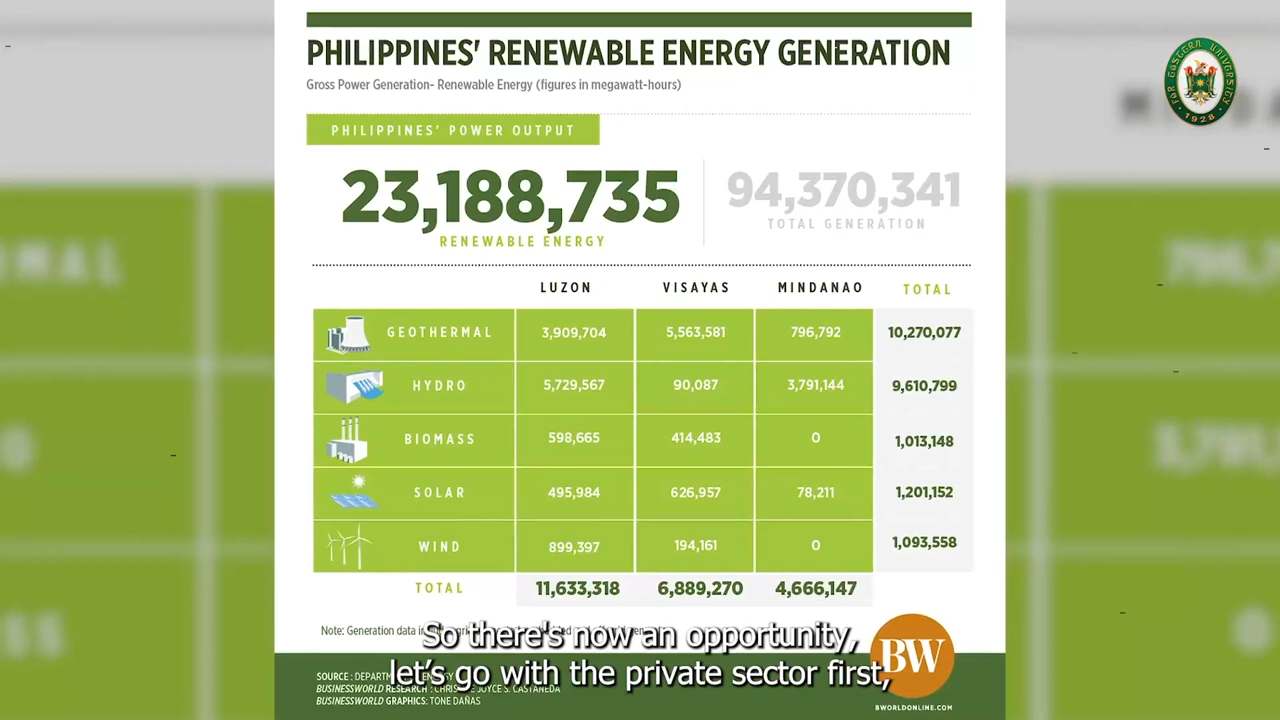 PHILIPPINES' RENEWABLE ENERGY GENERATION
Gross Power Generation- Renewable Energy (figures in megawatt-hours)
PHILIPPINES' POWER OUTPUT
23,188,735
RENEWABLE ENERGY
94,370,341
TOTAL GENERATION
LUZON VISAYAS MINDANAO TOTAL
GEOTHERMAL 3,909,704 5,563,581 796,792 10,270,077
HYDRO 5,729,567 90,087 3,791,144 9,610,799
BIOMASS 598,665 414,483 0 1,013,148
SOLAR 495,984 626,957 78,211 1,201,152
WIND 899,397 194,161 0 1,093,558
TOTAL 11,633,318 6,889,270 4,666,147
Note: Generation data in
So there's now an opportunity,
let's go with the private sector first,
SOURCE :
BUSINESSWORLD RESEARCH : JOYCE S. CASTAÑEDA
BUSINESSWORLD GRAPHICS: TONE DAÑAS
BW
BWORLDONLINE.COM
FAR EASTERN UNIVERSITY
1928